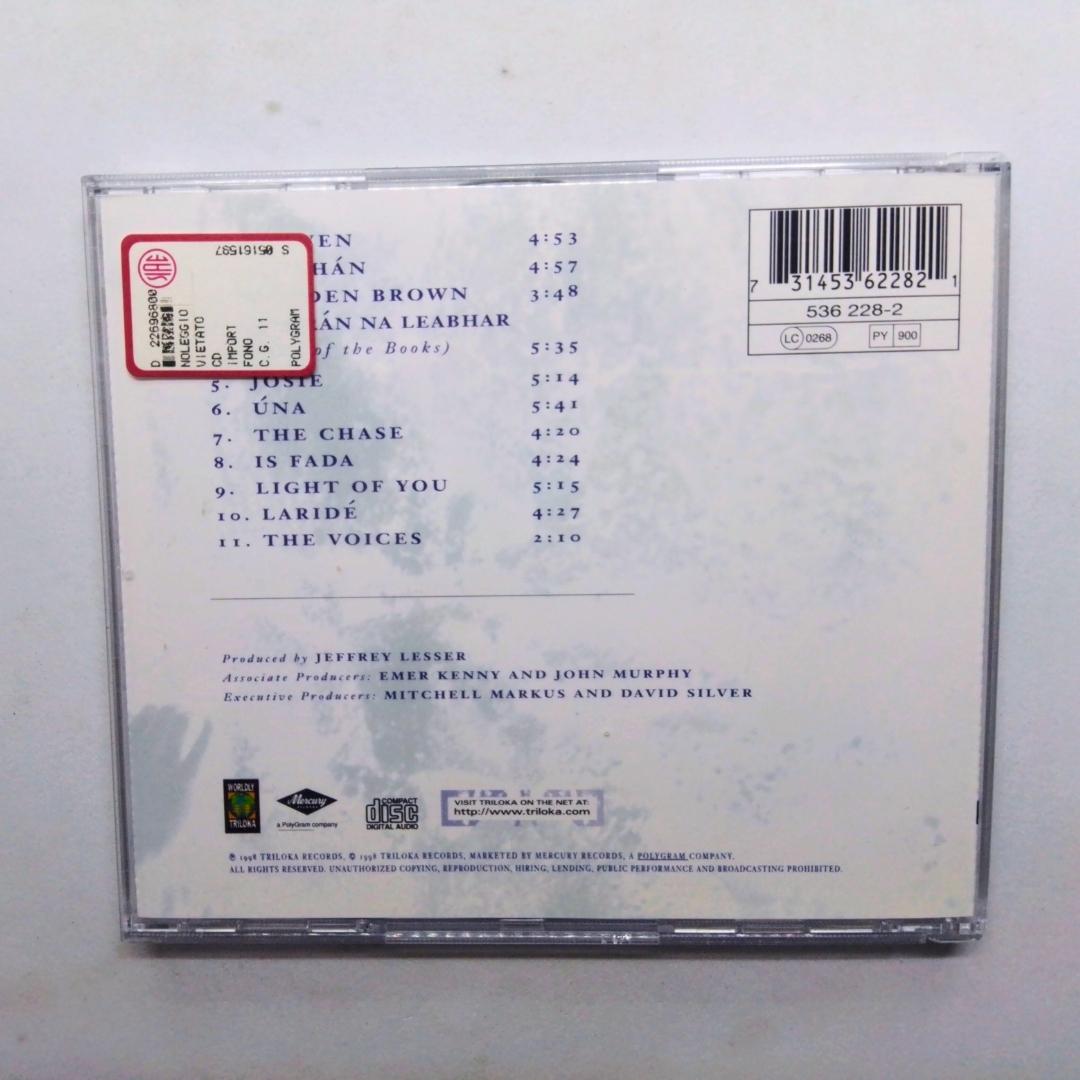 VEN 4:53
HÁN 4:57
DEN BROWN 3:48
RÁN NA LEABHAR
of the Books) 5:35
5. JOSIE 5:14
6. ÚNA 5:41
7. THE CHASE 4:20
8. IS FADA 4:24
9. LIGHT OF YOU 5:15
10. LARIDÉ 4:27
11. THE VOICES 2:10
S 05161597
D 22696800
NOLEGGIO
VIETATO
CD
IMPORT
FONO
C.G. 11
POLYGRAM
7 31453 62282 1
536 228-2
LC 0268 PY 900
Produced by JEFFREY LESSER
Associate Producers: EMER KENNY AND JOHN MURPHY
Executive Producers: MITCHELL MARKUS AND DAVID SILVER
WORLDLY
TRILOKA
Mercury
RECORDS
a PolyGram company
COMPACT
disc
DIGITAL AUDIO
VISIT TRILOKA ON THE NET AT:
http://www.triloka.com
℗ 1998 TRILOKA RECORDS, © 1998 TRILOKA RECORDS, MARKETED BY MERCURY RECORDS, A POLYGRAM COMPANY.
ALL RIGHTS RESERVED. UNAUTHORIZED COPYING, REPRODUCTION, HIRING, LENDING, PUBLIC PERFORMANCE AND BROADCASTING PROHIBITED.